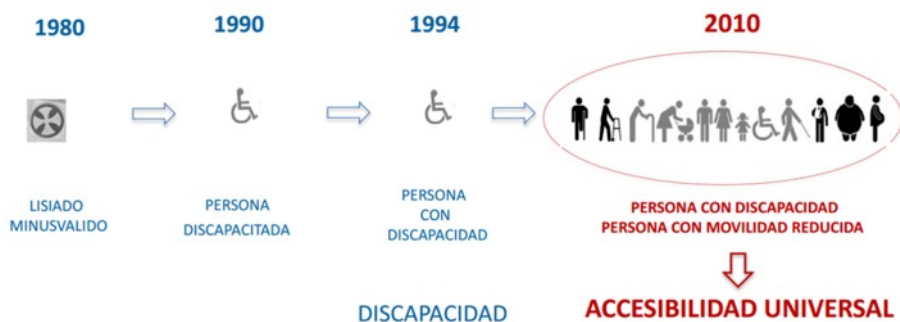 1980
1990
1994
2010
LISIADO
MINUSVALIDO
PERSONA
DISCAPACITADA
PERSONA
CON
DISCAPACIDAD
PERSONA CON DISCAPACIDAD
PERSONA CON MOVILIDAD REDUCIDA
DISCAPACIDAD
ACCESIBILIDAD UNIVERSAL